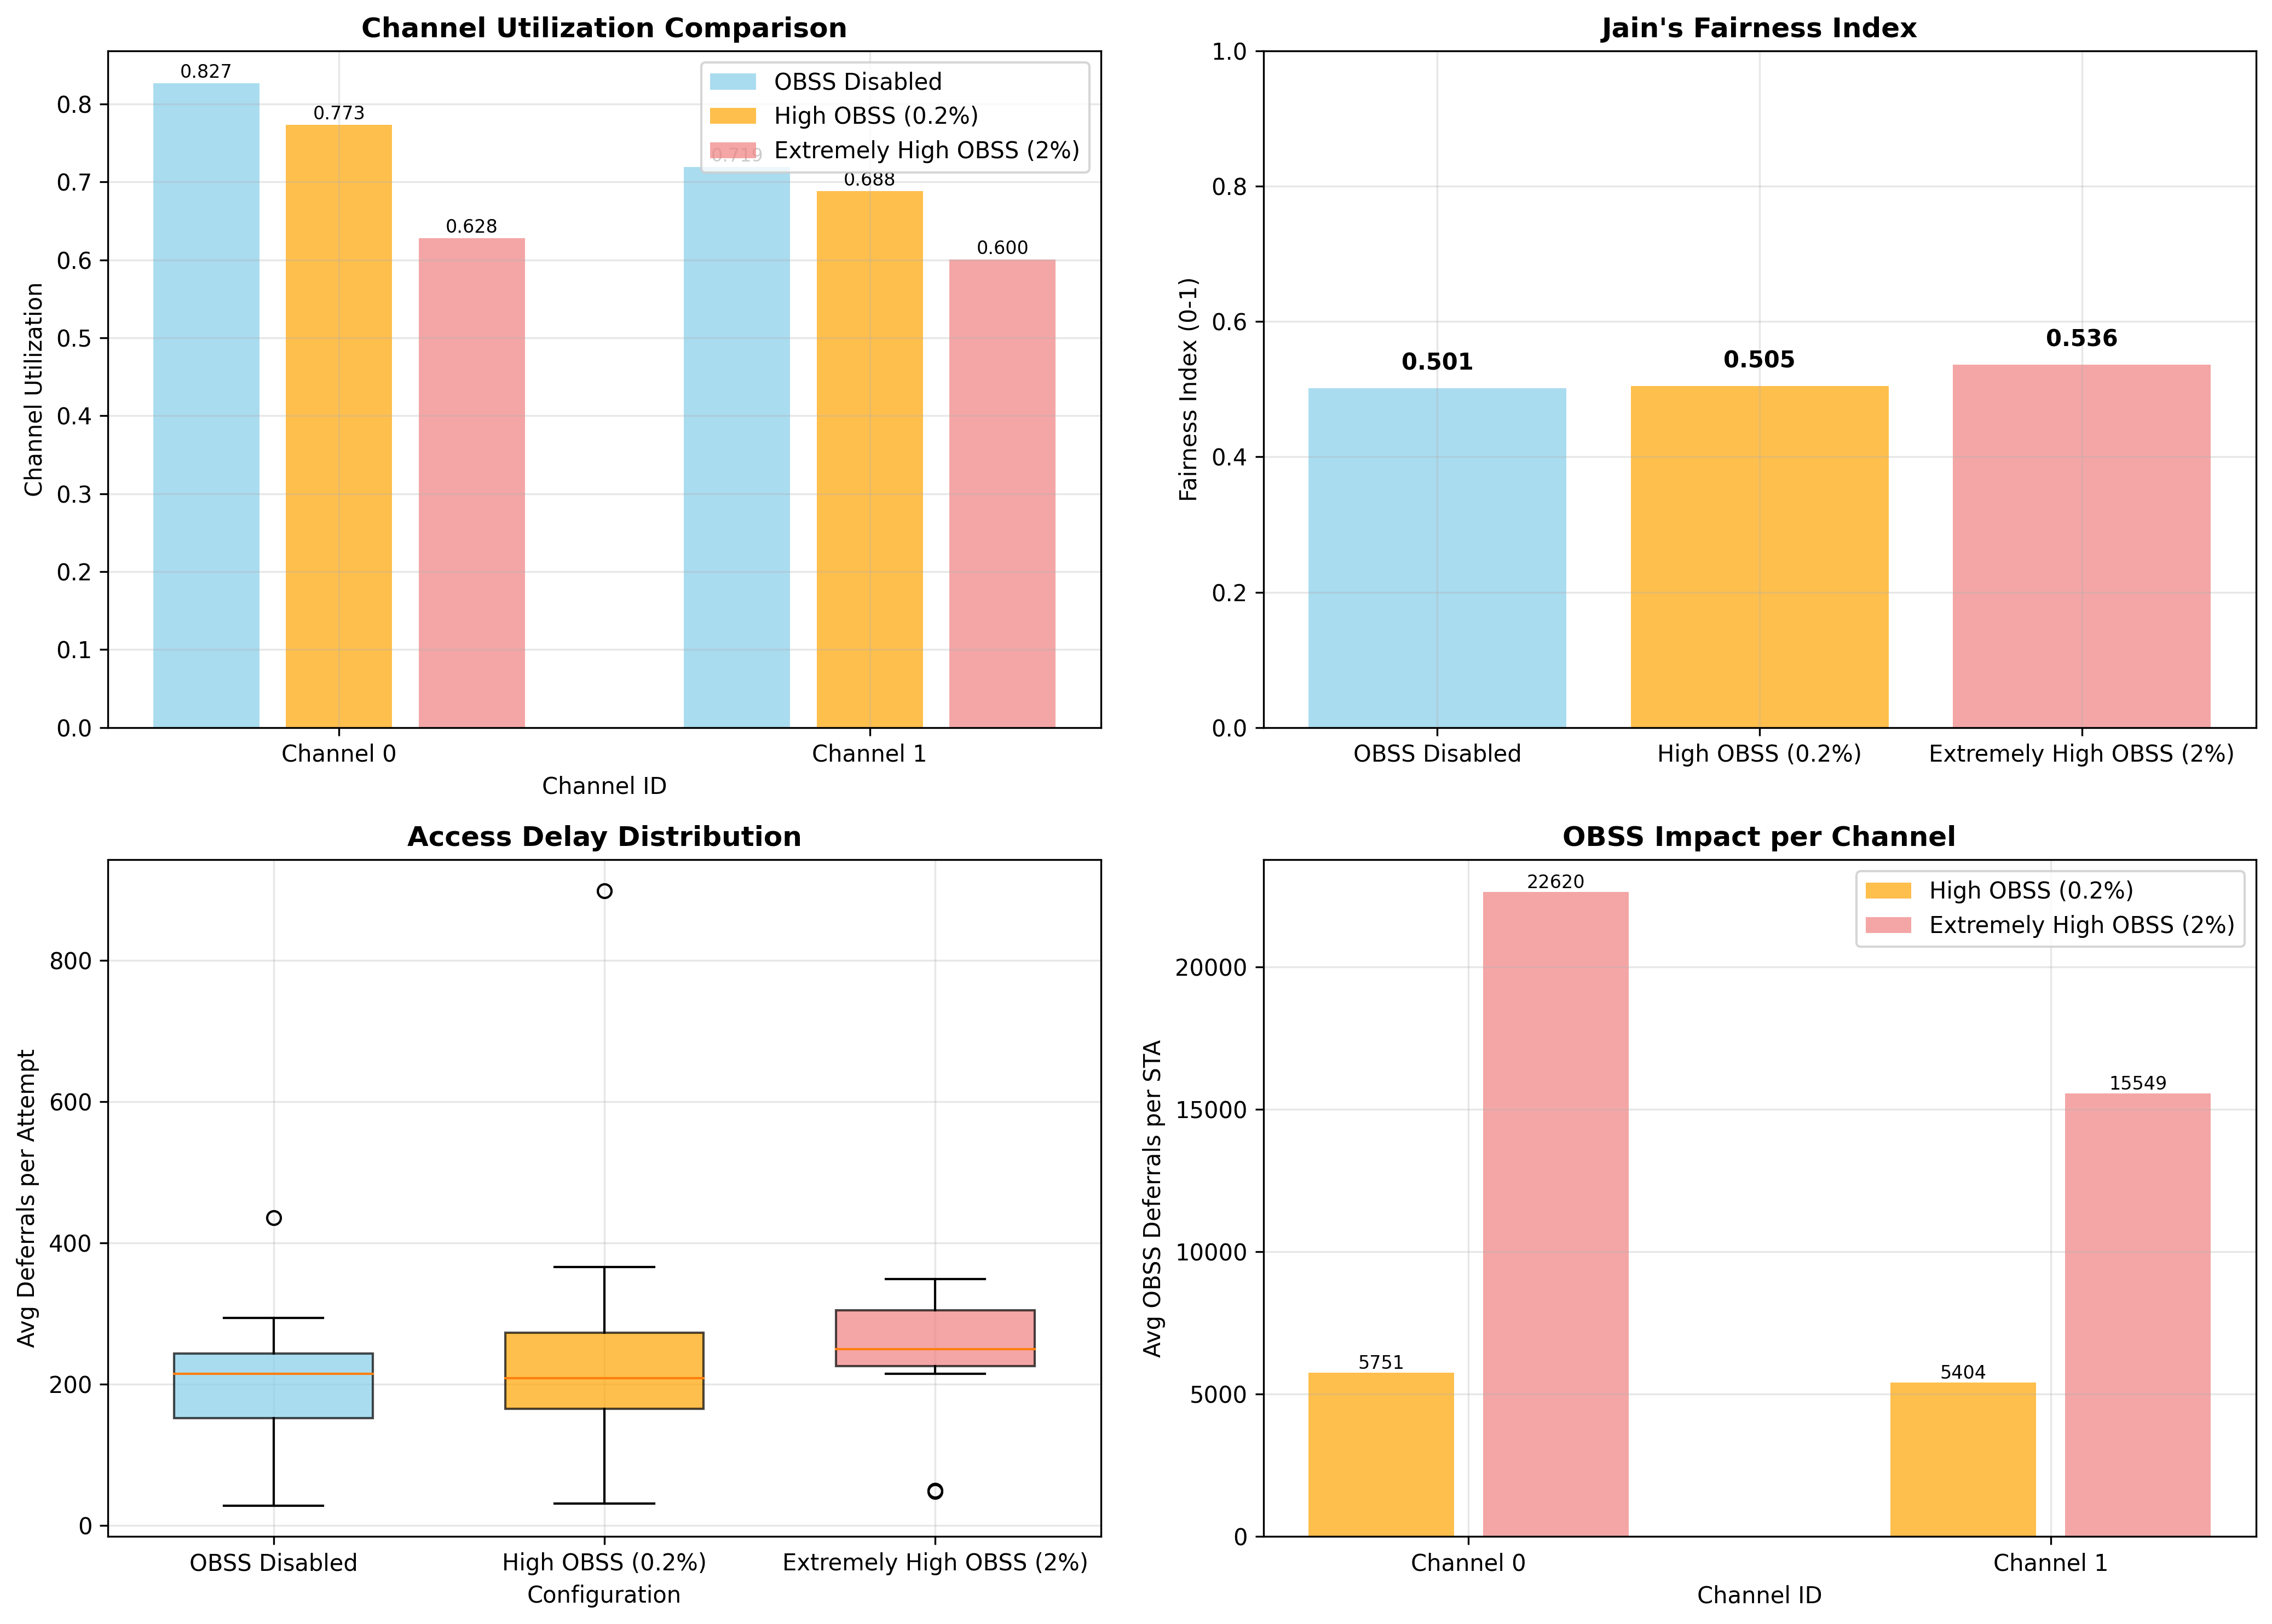 Channel Utilization Comparison
Channel Utilization
0.8
0.7
0.6
0.5
0.4
0.3
0.2
0.1
0.0
0.827
0.773
0.628
0.719
0.688
0.600
OBSS Disabled
High OBSS (0.2%)
Extremely High OBSS (2%)
Channel 0
Channel 1
Channel ID
Jain's Fairness Index
Fairness Index (0-1)
1.0
0.8
0.6
0.4
0.2
0.0
0.501
0.505
0.536
OBSS Disabled
High OBSS (0.2%)
Extremely High OBSS (2%)
Access Delay Distribution
Avg Deferrals per Attempt
800
600
400
200
0
OBSS Disabled
High OBSS (0.2%)
Extremely High OBSS (2%)
Configuration
OBSS Impact per Channel
Avg OBSS Deferrals per STA
20000
15000
10000
5000
0
5751
22620
5404
15549
High OBSS (0.2%)
Extremely High OBSS (2%)
Channel 0
Channel 1
Channel ID